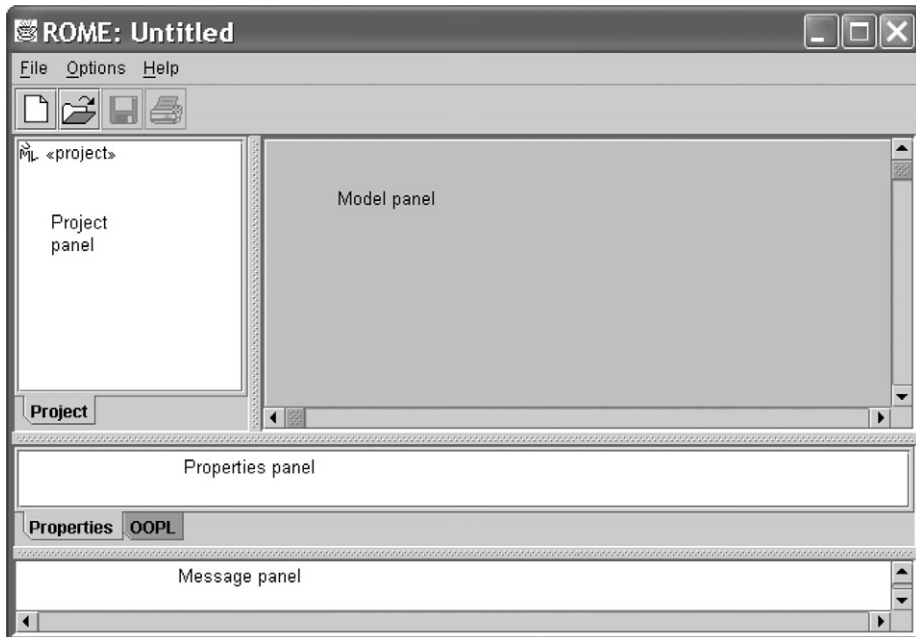 ROME: Untitled
File Options Help
«project»
Project
panel
Model panel
Project
Properties panel
Properties OOPL
Message panel